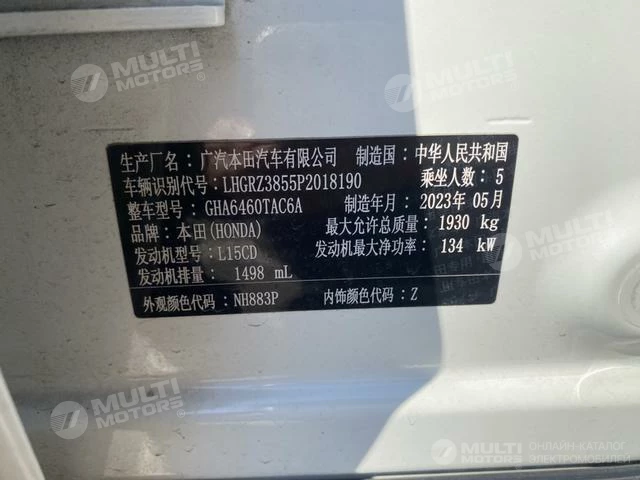 MULTI
MOTORS®
MULTI
MOTORS®
生产厂名：广汽本田汽车有限公司 制造国：中华人民共和国
车辆识别代号：LHGRZ3855P2018190 乘坐人数：5
整车型号：GHA6460TAC6A 制造年月：2023年05月
品牌：本田(HONDA) 最大允许总质量：1930 kg
发动机型号：L15CD 发动机最大净功率：134 kW
发动机排量：1498 mL
外观颜色代码：NH883P 内饰颜色代码：Z
MULTI
MOTORS®
MULTI
MOTORS
ОНЛАЙН-КАТАЛОГ
ЭЛЕКТРОМОБИЛЕЙ